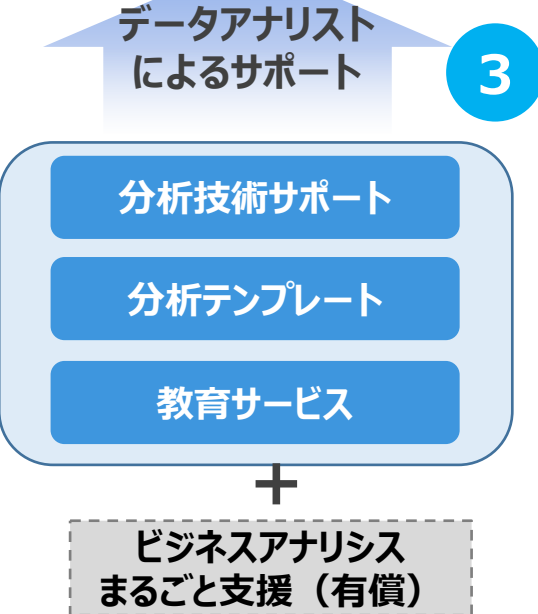 データアナリスト
によるサポート
3
分析技術サポート
分析テンプレート
教育サービス
+
ビジネスアナリシス
まるごと支援（有償）